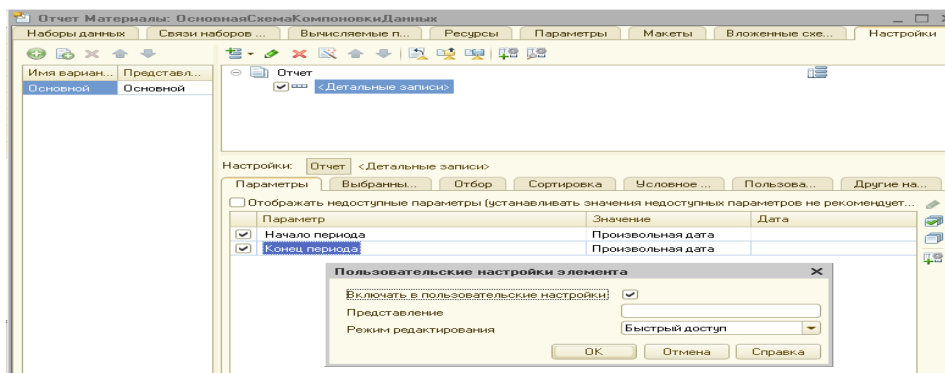 Отчет Материалы: ОсновнаяСхемаКомпоновкиДанных
Наборы данных Связи наборов ... Вычисляемые п... Ресурсы Параметры Макеты Вложенные схе... Настройки
Имя вариан... Представл...
Основной Основной
Отчет
<Детальные записи>
Настройки: Отчет <Детальные записи>
Параметры Выбранны... Отбор Сортировка Условное ... Пользова... Другие на...
Отображать недоступные параметры (устанавливать значения недоступных параметров не рекомендует...
Параметр Значение Дата
Начало периода Произвольная дата
Конец периода Произвольная дата
Пользовательские настройки элемента
Включать в пользовательские настройки:
Представление
Режим редактирования Быстрый доступ
OK Отмена Справка